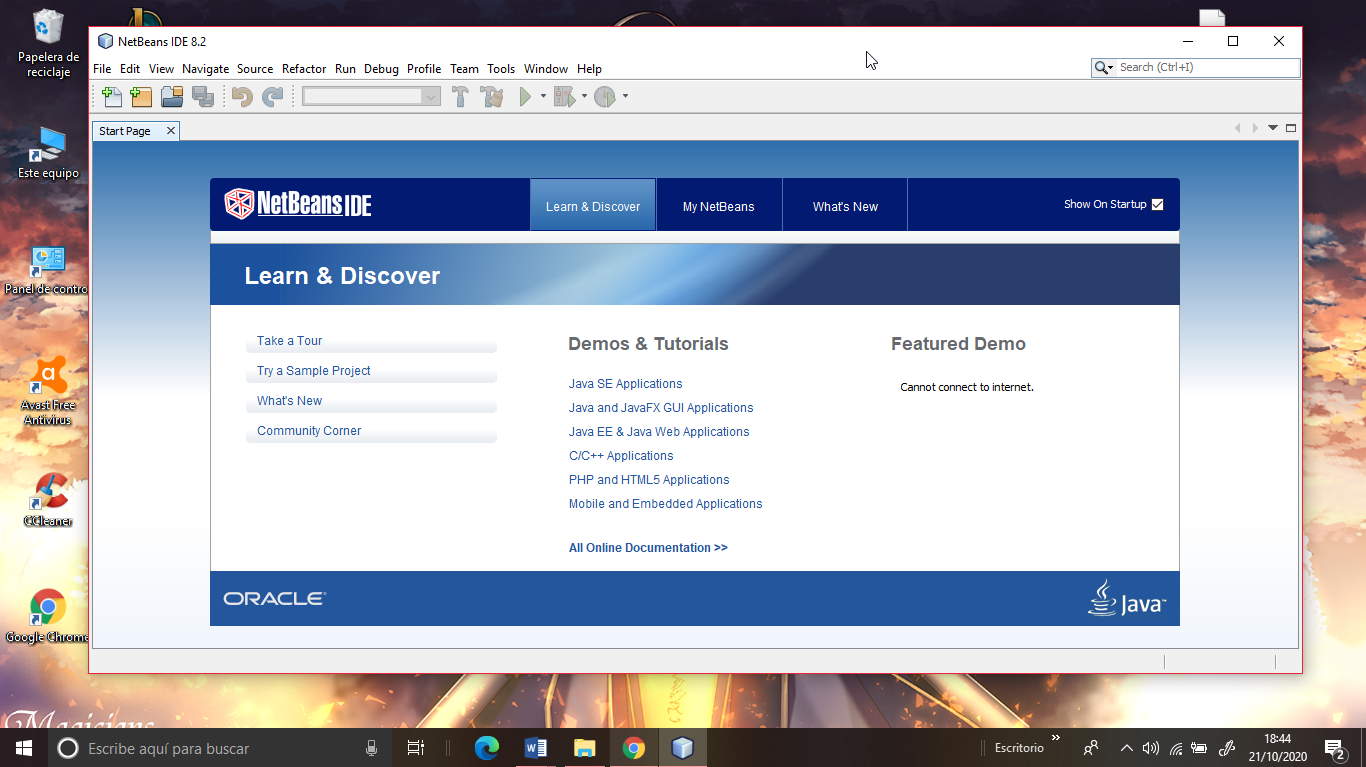 Papelera de
reciclaje
Este equipo
Panel de contro
Avast Free
Antivirus
CCleaner
Google Chrome
NetBeans IDE 8.2
File Edit View Navigate Source Refactor Run Debug Profile Team Tools Window Help
Search (Ctrl+I)
Start Page
NetBeans IDE
Learn & Discover
My NetBeans
What's New
Show On Startup
Learn & Discover
Take a Tour
Try a Sample Project
What's New
Community Corner
Demos & Tutorials
Java SE Applications
Java and JavaFX GUI Applications
Java EE & Java Web Applications
C/C++ Applications
PHP and HTML5 Applications
Mobile and Embedded Applications
All Online Documentation >>
Featured Demo
Cannot connect to internet.
ORACLE
Java™
Magicians
Escribe aquí para buscar
Escritorio
18:44
21/10/2020
2